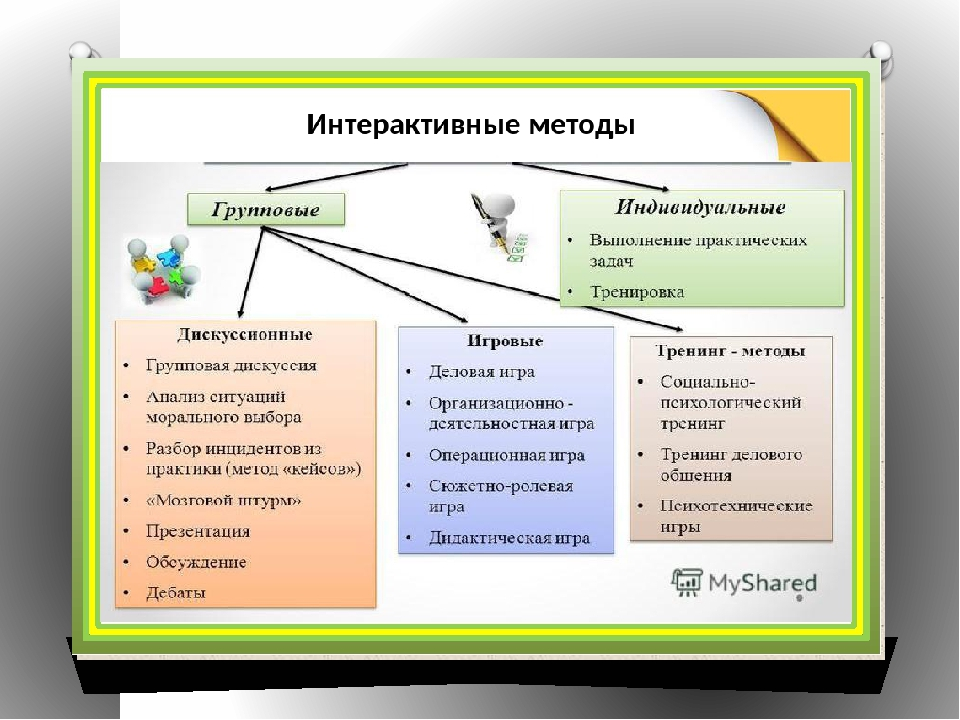 Интерактивные методы
Групповые
Индивидуальные
• Выполнение практических
задач
• Тренировка
Дискуссионные
• Групповая дискуссия
• Анализ ситуаций
морального выбора
• Разбор инцидентов из
практики (метод «кейсов»)
• «Мозговой штурм»
• Презентация
• Обсуждение
• Дебаты
Игровые
• Деловая игра
• Организационно -
деятельностная игра
• Операционная игра
• Сюжетно-ролевая
игра
• Дидактическая игра
Тренинг - методы
• Социально-
психологический
тренинг
• Тренинг делового
общения
• Психотехнические
игры
MyShared